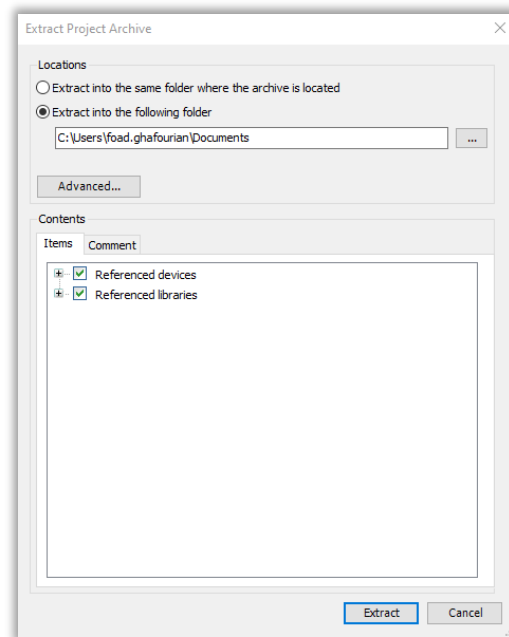 Extract Project Archive
Locations
Extract into the same folder where the archive is located
Extract into the following folder
C:\Users\foad.ghafourian\Documents
...
Advanced...
Contents
Items
Comment
Referenced devices
Referenced libraries
Extract
Cancel